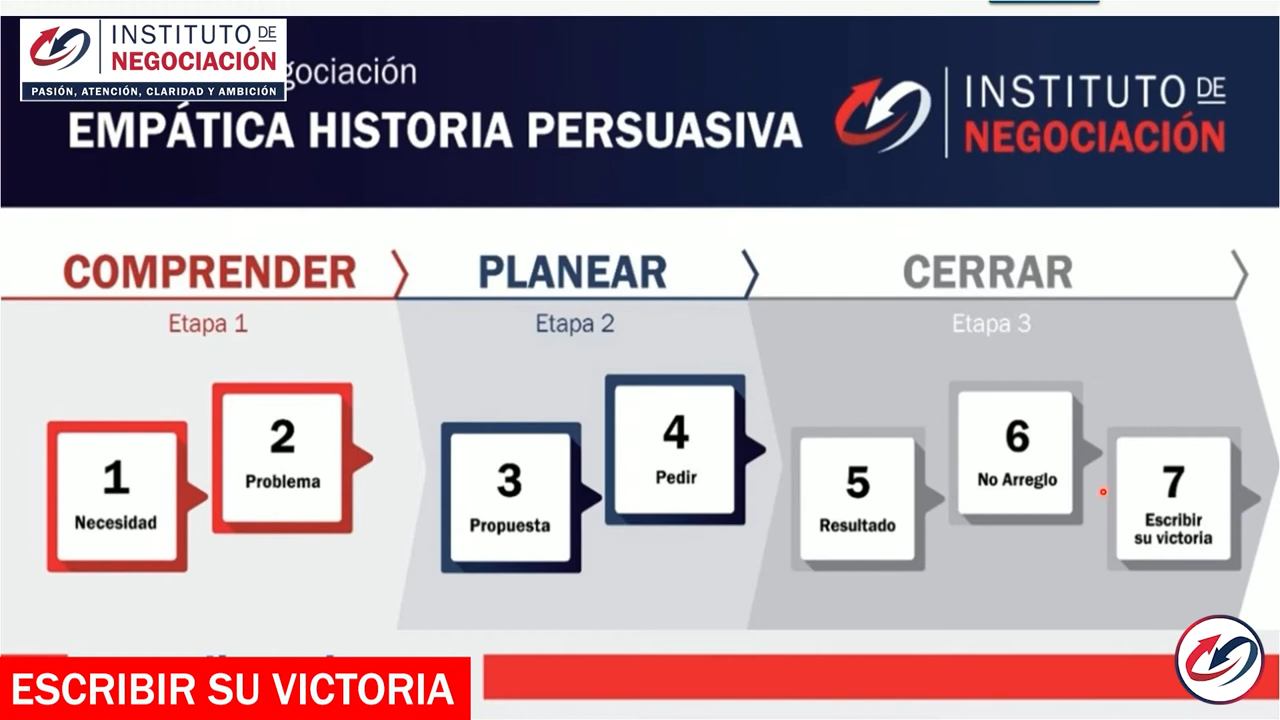 INSTITUTO DE
NEGOCIACIÓN
PASIÓN, ATENCIÓN, CLARIDAD Y AMBICIÓN
EMPÁTICA HISTORIA PERSUASIVA
INSTITUTO DE
NEGOCIACIÓN
COMPRENDER
PLANEAR
CERRAR
Etapa 1
Etapa 2
Etapa 3
1
Necesidad
2
Problema
3
Propuesta
4
Pedir
5
Resultado
6
No Arreglo
7
Escribir
su victoria
ESCRIBIR SU VICTORIA